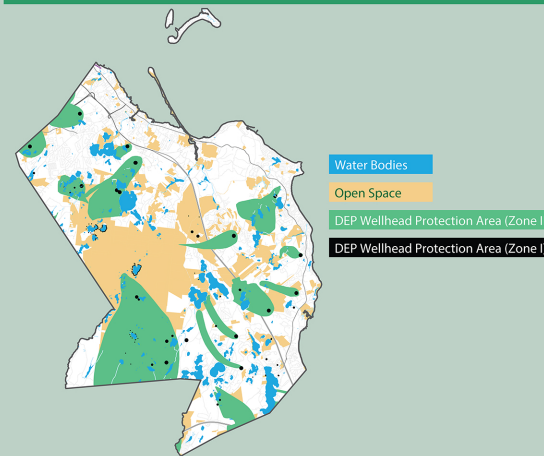 Water Bodies
Open Space
DEP Wellhead Protection Area (Zone I
DEP Wellhead Protection Area (Zone I